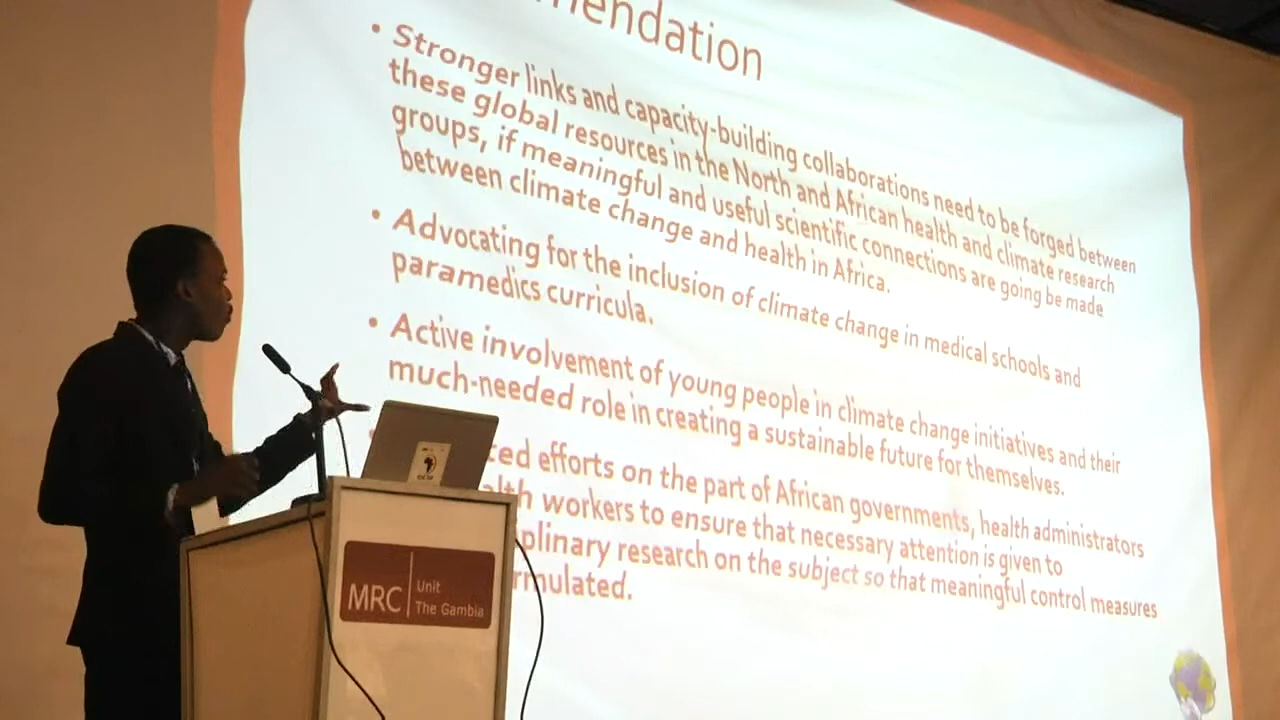 mendation
• Stronger links and capacity-building collaborations need to be forged between
these global resources in the North and African health and climate research
groups, if meaningful and useful scientific connections are going be made
between climate change and health in Africa.
• Advocating for the inclusion of climate change in medical schools and
paramedics curricula.
• Active involvement of young people in climate change initiatives and their
much-needed role in creating a sustainable future for themselves.
ced efforts on the part of African governments, health administrators
alth workers to ensure that necessary attention is given to
plinary research on the subject so that meaningful control measures
rmulated.
MRC
Unit
The Gambia